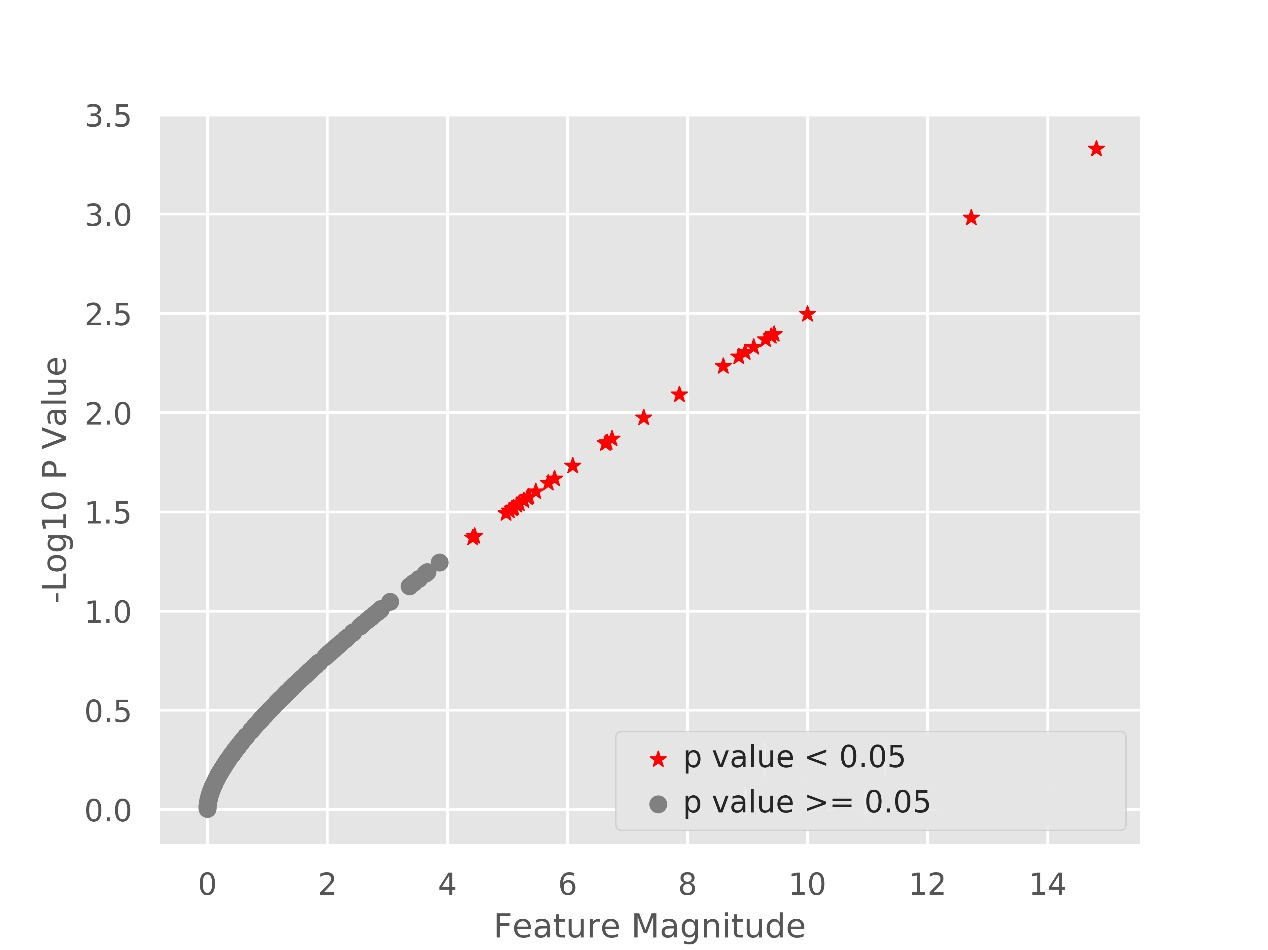 3.5
3.0
2.5
2.0
1.5
1.0
0.5
0.0
-Log10 P Value
p value < 0.05
p value >= 0.05
0 2 4 6 8 10 12 14
Feature Magnitude